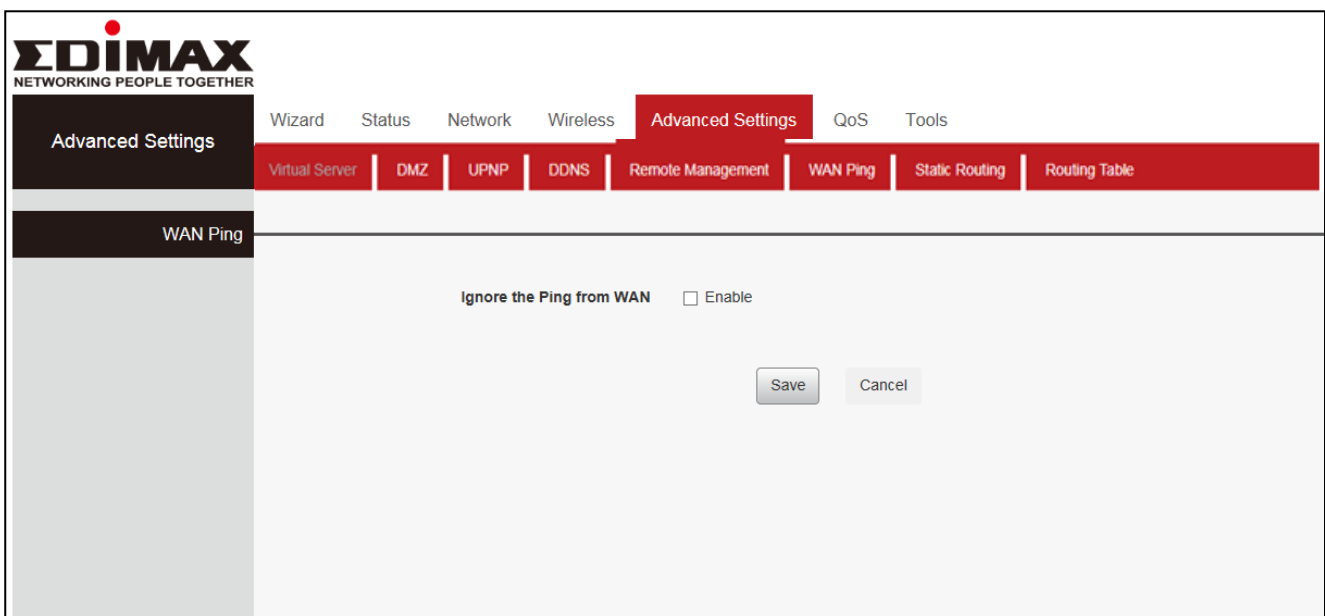 EDIMAX
NETWORKING PEOPLE TOGETHER
Advanced Settings
Wizard Status Network Wireless Advanced Settings QoS Tools
Virtual Server DMZ UPNP DDNS Remote Management WAN Ping Static Routing Routing Table
WAN Ping
Ignore the Ping from WAN Enable
Save Cancel